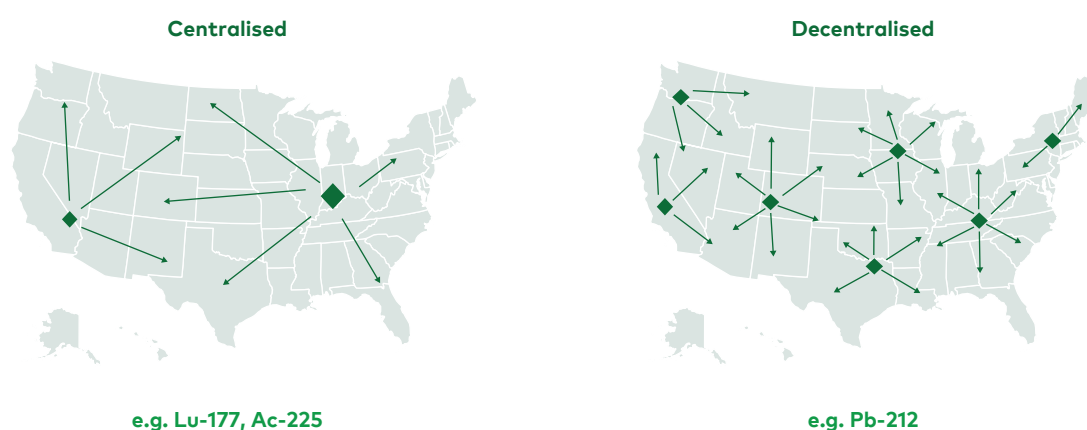 Centralised
Decentralised
e.g. Lu-177, Ac-225
e.g. Pb-212